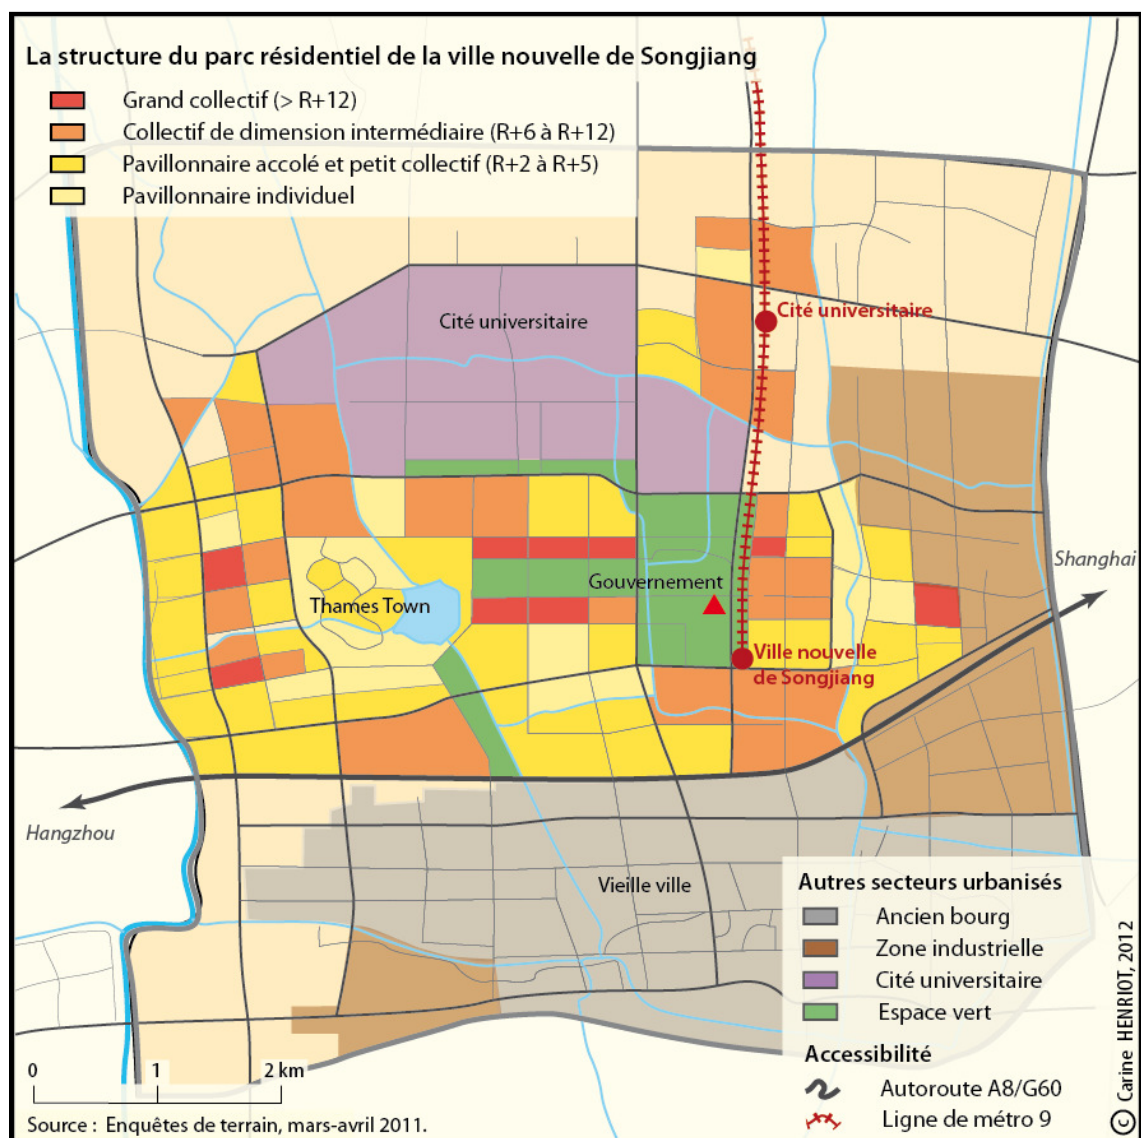 La structure du parc résidentiel de la ville nouvelle de Songjiang
Grand collectif (> R+12)
Collectif de dimension intermédiaire (R+6 à R+12)
Pavillonnaire accolé et petit collectif (R+2 à R+5)
Pavillonnaire individuel
Cité universitaire
Cité universitaire
Shanghai
Gouvernement
Thames Town
Ville nouvelle
de Songjiang
Hangzhou
Vieille ville
Autres secteurs urbanisés
Ancien bourg
Zone industrielle
Cité universitaire
Espace vert
Accessibilité
Autoroute A8/G60
Ligne de métro 9
0 1 2 km
Source : Enquêtes de terrain, mars-avril 2011.
© Carine HENRIOT, 2012